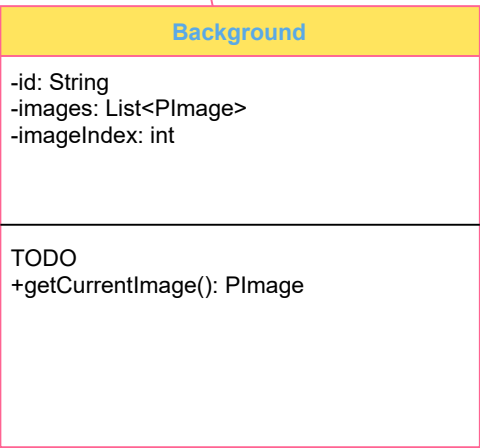 Background
-id: String
-images: List<PImage>
-imageIndex: int
TODO
+getCurrentImage(): PImage